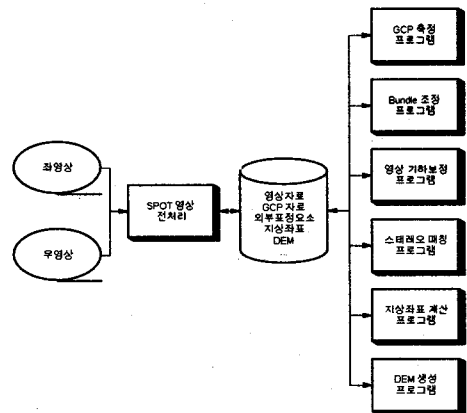 좌영상
우영상
SPOT 영상
전처리
영상자료
GCP 자료
외부표정요소
지상좌표
DEM
...
GCP 측정
프로그램
Bundle 조정
프로그램
영상 기하보정
프로그램
스테레오 매칭
프로그램
지상좌표 계산
프로그램
DEM 생성
프로그램